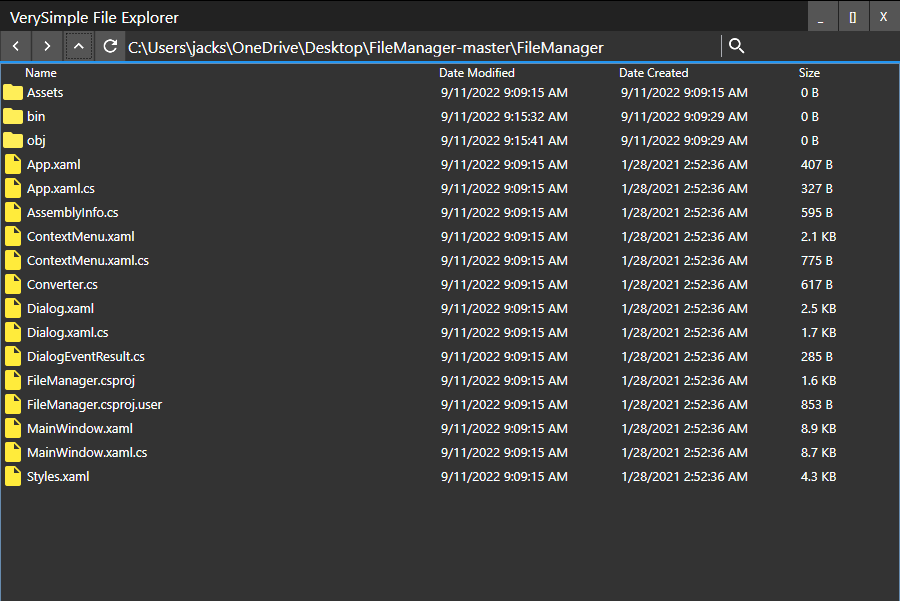 VerySimple File Explorer _ [] X
C:\Users\jacks\OneDrive\Desktop\FileManager-master\FileManager
Name Date Modified Date Created Size
Assets 9/11/2022 9:09:15 AM 9/11/2022 9:09:15 AM 0 B
bin 9/11/2022 9:15:32 AM 9/11/2022 9:09:29 AM 0 B
obj 9/11/2022 9:15:41 AM 9/11/2022 9:09:29 AM 0 B
App.xaml 9/11/2022 9:09:15 AM 1/28/2021 2:52:36 AM 407 B
App.xaml.cs 9/11/2022 9:09:15 AM 1/28/2021 2:52:36 AM 327 B
AssemblyInfo.cs 9/11/2022 9:09:15 AM 1/28/2021 2:52:36 AM 595 B
ContextMenu.xaml 9/11/2022 9:09:15 AM 1/28/2021 2:52:36 AM 2.1 KB
ContextMenu.xaml.cs 9/11/2022 9:09:15 AM 1/28/2021 2:52:36 AM 775 B
Converter.cs 9/11/2022 9:09:15 AM 1/28/2021 2:52:36 AM 617 B
Dialog.xaml 9/11/2022 9:09:15 AM 1/28/2021 2:52:36 AM 2.5 KB
Dialog.xaml.cs 9/11/2022 9:09:15 AM 1/28/2021 2:52:36 AM 1.7 KB
DialogEventResult.cs 9/11/2022 9:09:15 AM 1/28/2021 2:52:36 AM 285 B
FileManager.csproj 9/11/2022 9:09:15 AM 1/28/2021 2:52:36 AM 1.6 KB
FileManager.csproj.user 9/11/2022 9:09:15 AM 1/28/2021 2:52:36 AM 853 B
MainWindow.xaml 9/11/2022 9:09:15 AM 1/28/2021 2:52:36 AM 8.9 KB
MainWindow.xaml.cs 9/11/2022 9:09:15 AM 1/28/2021 2:52:36 AM 8.7 KB
Styles.xaml 9/11/2022 9:09:15 AM 1/28/2021 2:52:36 AM 4.3 KB